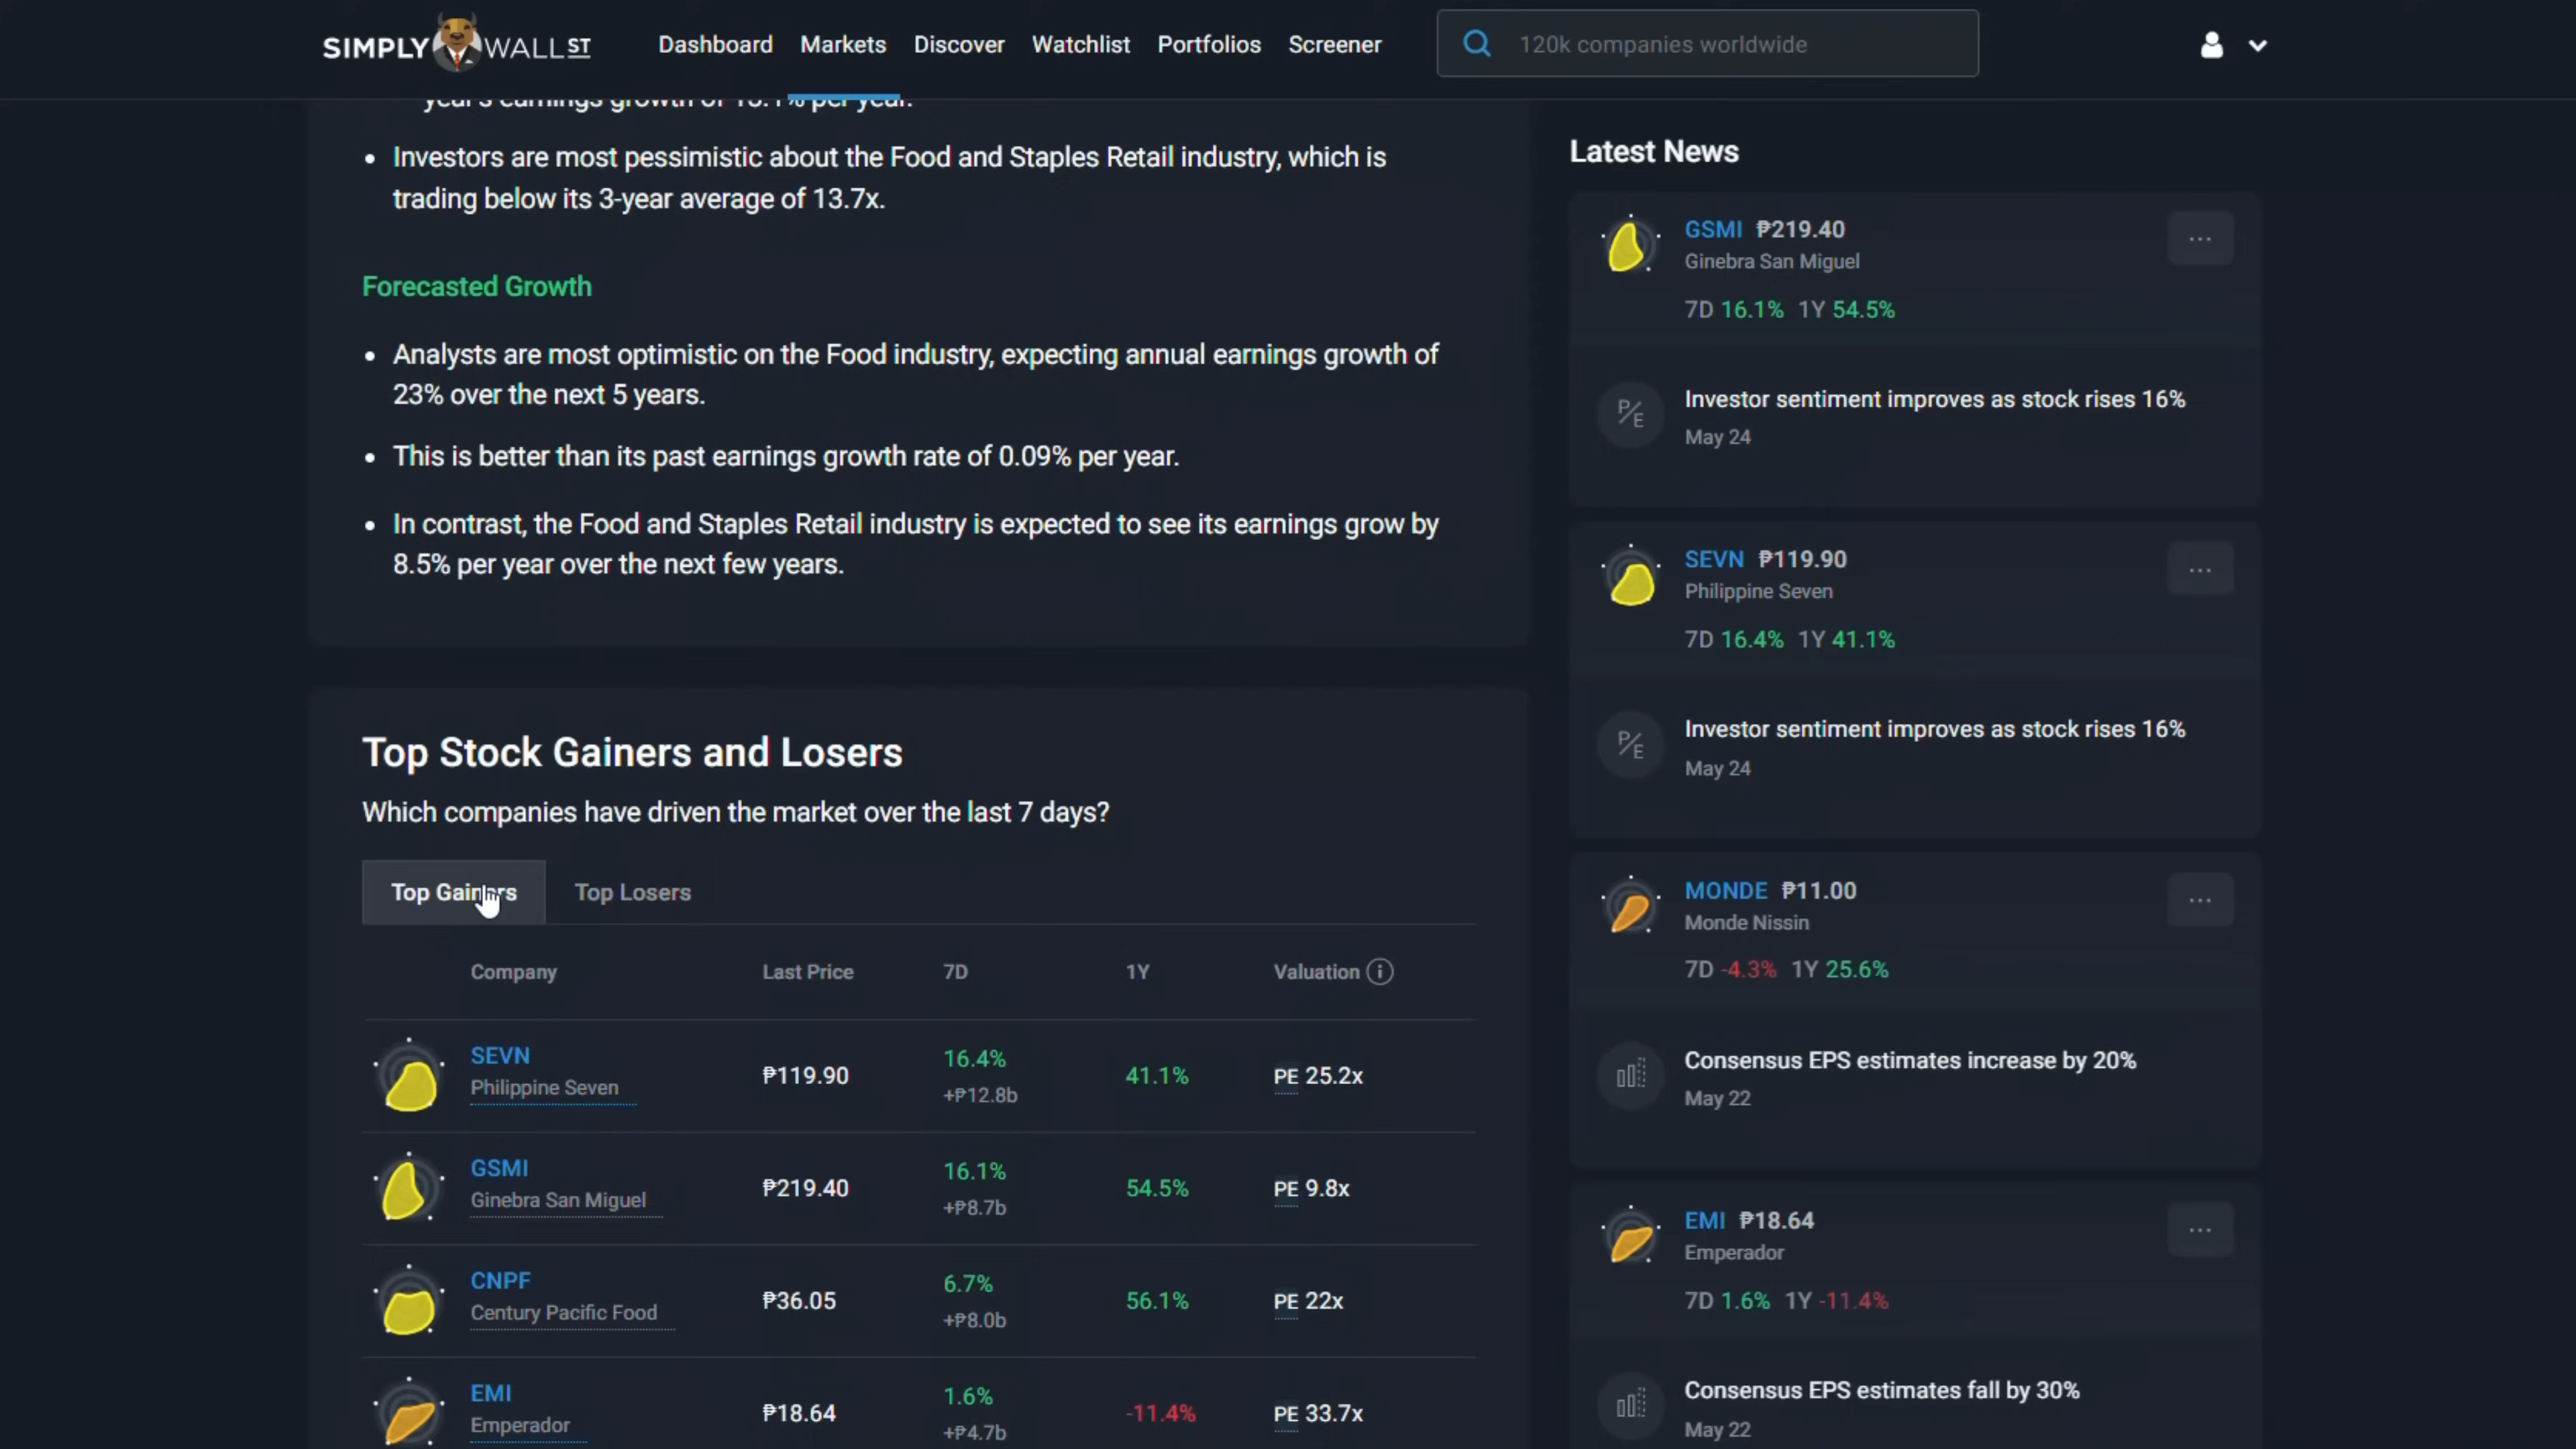 SIMPLY WALL ST
Dashboard
Markets
Discover
Watchlist
Portfolios
Screener
120k companies worldwide
year's earnings growth of 13.1% per year.
• Investors are most pessimistic about the Food and Staples Retail industry, which is
trading below its 3-year average of 13.7x.
Forecasted Growth
• Analysts are most optimistic on the Food industry, expecting annual earnings growth of
23% over the next 5 years.
• This is better than its past earnings growth rate of 0.09% per year.
• In contrast, the Food and Staples Retail industry is expected to see its earnings grow by
8.5% per year over the next few years.
Top Stock Gainers and Losers
Which companies have driven the market over the last 7 days?
Top Gainers
Top Losers
Company Last Price 7D 1Y Valuation
SEVN
Philippine Seven
₱119.90
16.4%
+₱12.8b
41.1%
PE 25.2x
GSMI
Ginebra San Miguel
₱219.40
16.1%
+₱8.7b
54.5%
PE 9.8x
CNPF
Century Pacific Food
₱36.05
6.7%
+₱8.0b
56.1%
PE 22x
EMI
Emperador
₱18.64
1.6%
+₱4.7b
-11.4%
PE 33.7x
Latest News
GSMI ₱219.40
Ginebra San Miguel
7D 16.1% 1Y 54.5%
P/E
Investor sentiment improves as stock rises 16%
May 24
SEVN ₱119.90
Philippine Seven
7D 16.4% 1Y 41.1%
P/E
Investor sentiment improves as stock rises 16%
May 24
MONDE ₱11.00
Monde Nissin
7D -4.3% 1Y 25.6%
Consensus EPS estimates increase by 20%
May 22
EMI ₱18.64
Emperador
7D 1.6% 1Y -11.4%
Consensus EPS estimates fall by 30%
May 22